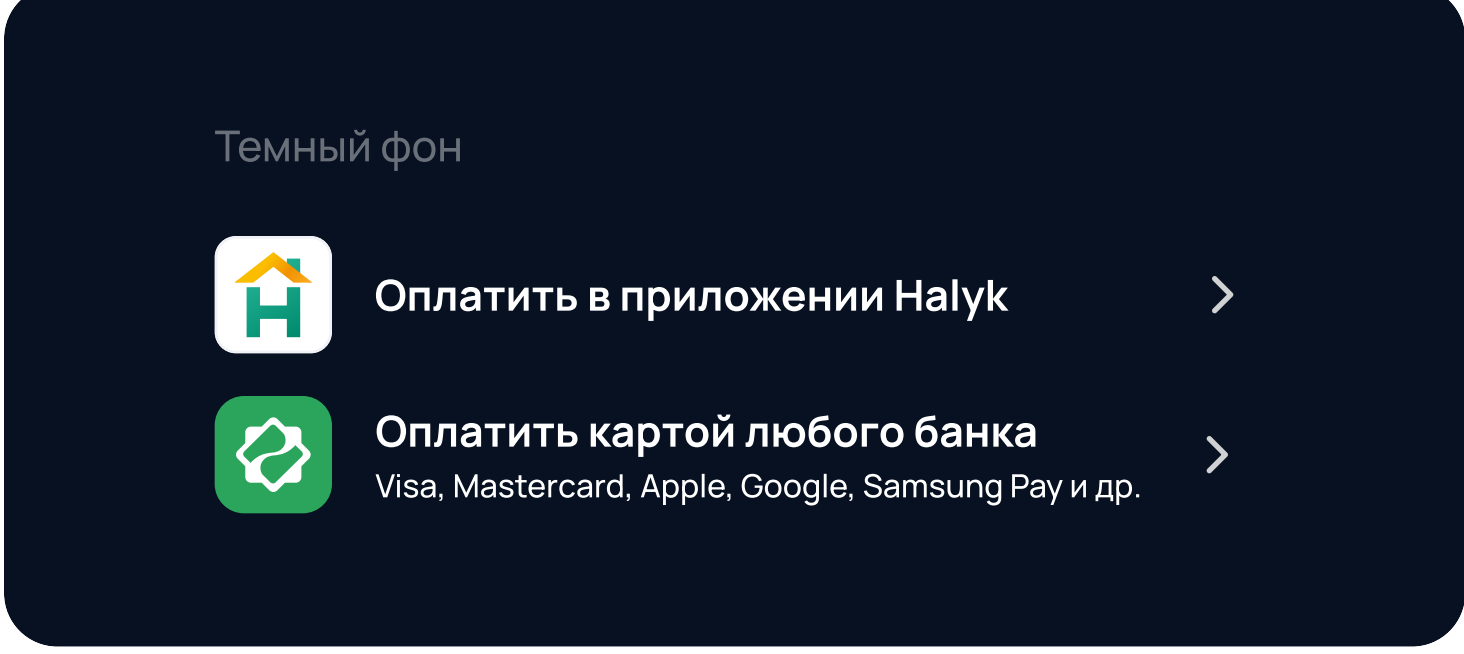 Темный фон
Оплатить в приложении Halyk
Оплатить картой любого банка
Visa, Mastercard, Apple, Google, Samsung Pay и др.